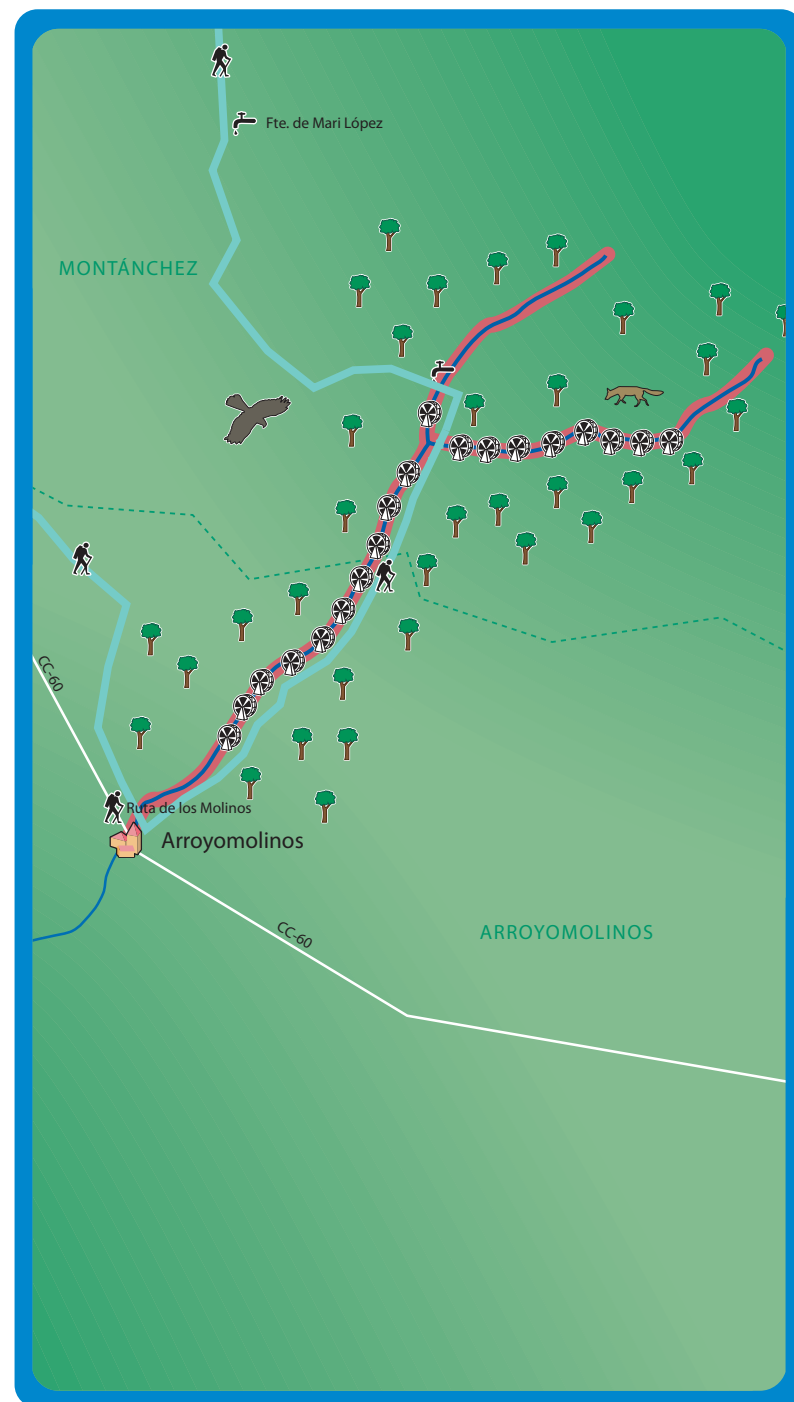 Fte. de Mari López
MONTÁNCHEZ
CC-60
Ruta de los Molinos
Arroyomolinos
CC-60
ARROYOMOLINOS